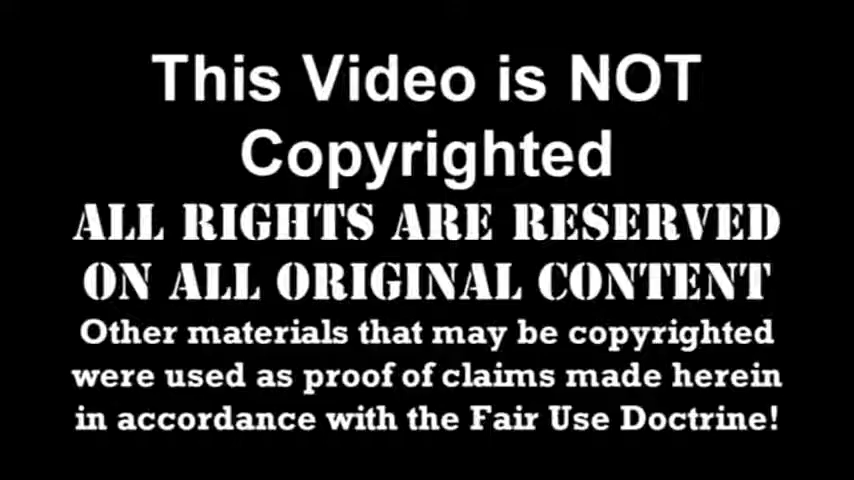 This Video is NOT
Copyrighted
ALL RIGHTS ARE RESERVED
ON ALL ORIGINAL CONTENT
Other materials that may be copyrighted
were used as proof of claims made herein
in accordance with the Fair Use Doctrine!